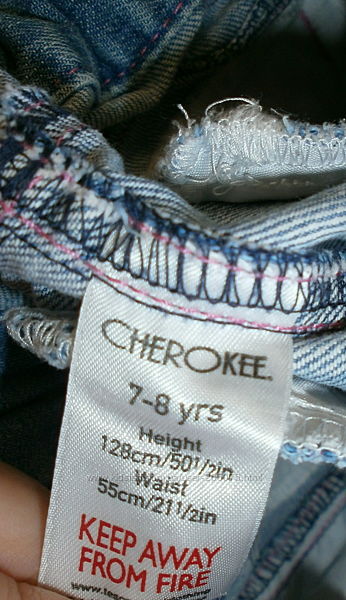 CHEROKEE.
7-8 yrs
Height
128cm/50½in
Waist
55cm/21½in
KEEP AWAY
FROM FIRE